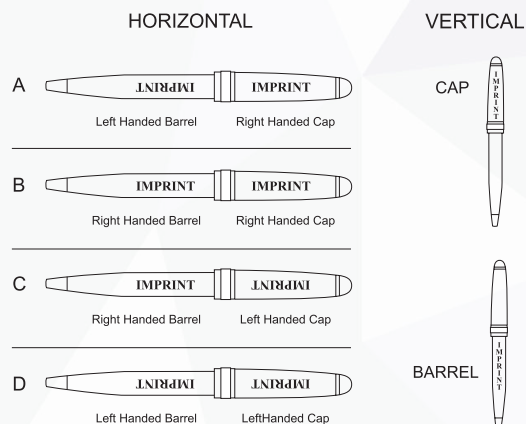 HORIZONTAL
VERTICAL
A
IMPRINT
IMPRINT
Left Handed Barrel
Right Handed Cap
B
IMPRINT
IMPRINT
Right Handed Barrel
Right Handed Cap
C
IMPRINT
IMPRINT
Right Handed Barrel
Left Handed Cap
D
IMPRINT
IMPRINT
Left Handed Barrel
LeftHanded Cap
CAP
IMPRINT
BARREL
IMPRINT